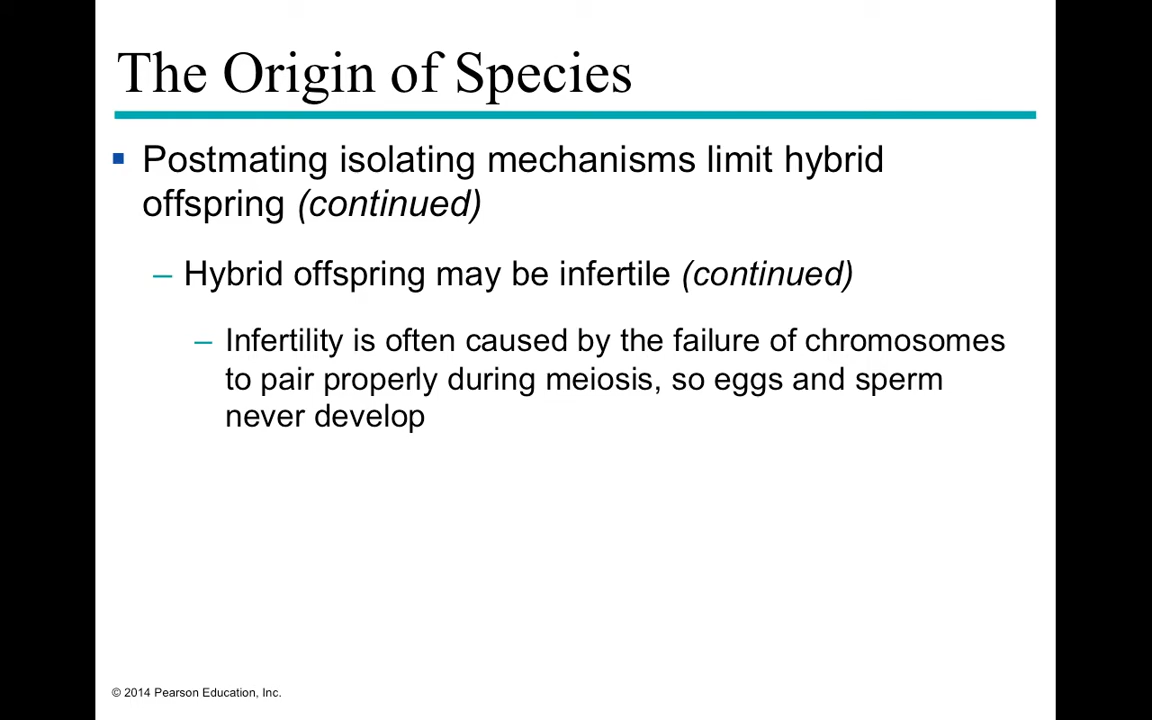 The Origin of Species
▪ Postmating isolating mechanisms limit hybrid
offspring (continued)
– Hybrid offspring may be infertile (continued)
– Infertility is often caused by the failure of chromosomes
to pair properly during meiosis, so eggs and sperm
never develop
© 2014 Pearson Education, Inc.